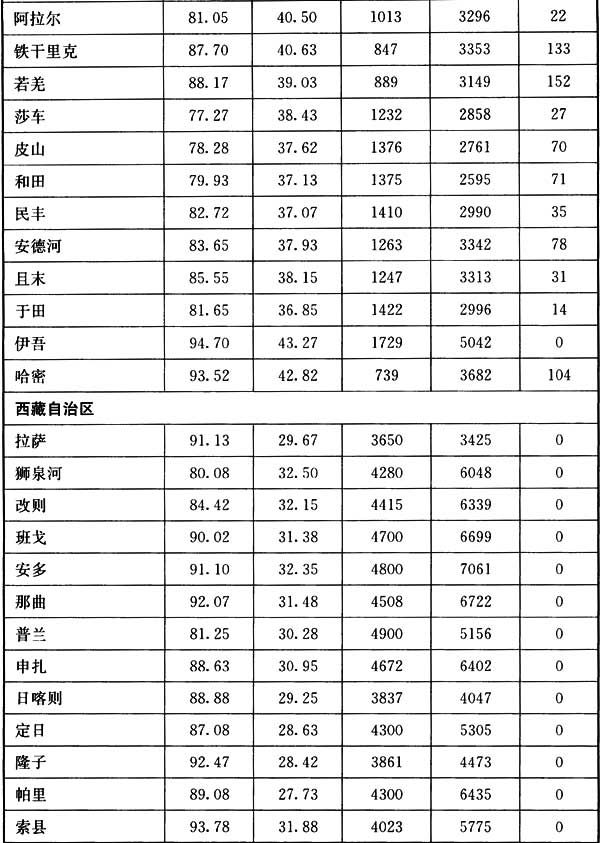 阿拉尔 81.05 40.50 1013 3296 22
铁干里克 87.70 40.63 847 3353 133
若羌 88.17 39.03 889 3149 152
莎车 77.27 38.43 1232 2858 27
皮山 78.28 37.62 1376 2761 70
和田 79.93 37.13 1375 2595 71
民丰 82.72 37.07 1410 2990 35
安德河 83.65 37.93 1263 3342 78
且末 85.55 38.15 1247 3313 31
于田 81.65 36.85 1422 2996 14
伊吾 94.70 43.27 1729 5042 0
哈密 93.52 42.82 739 3682 104
西藏自治区
拉萨 91.13 29.67 3650 3425 0
狮泉河 80.08 32.50 4280 6048 0
改则 84.42 32.15 4415 6339 0
班戈 90.02 31.38 4700 6699 0
安多 91.10 32.35 4800 7061 0
那曲 92.07 31.48 4508 6722 0
普兰 81.25 30.28 4900 5156 0
申扎 88.63 30.95 4672 6402 0
日喀则 88.88 29.25 3837 4047 0
定日 87.08 28.63 4300 5305 0
隆子 92.47 28.42 3861 4473 0
帕里 89.08 27.73 4300 6435 0
索县 93.78 31.88 4023 5775 0